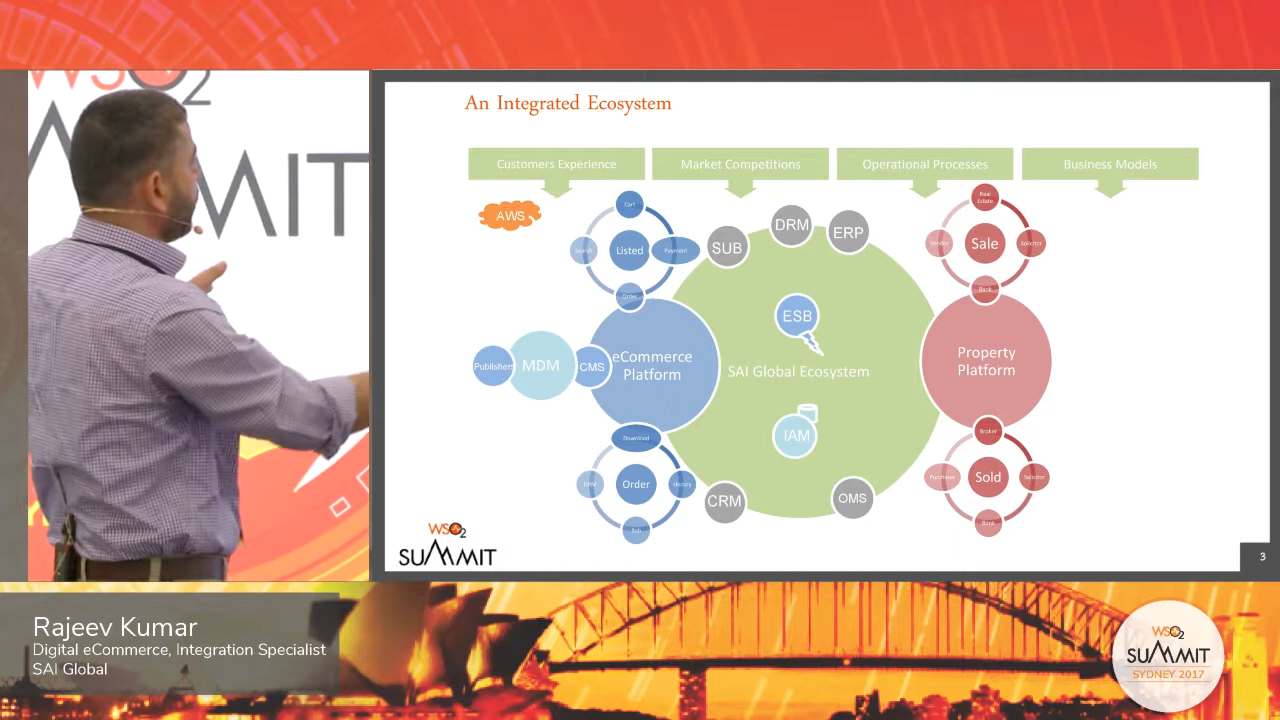 WSO2
SUMMIT
An Integrated Ecosystem
Customers Experience
Market Competitions
Operational Processes
Business Models
AWS
Cart
Listed
Search
Payment
Order
SUB
DRM
ERP
Real
Estate
Sale
Vendor
Solicitor
Bank
ESB
Publisher
MDM
CMS
eCommerce
Platform
SAI Global Ecosystem
Property
Platform
IAM
Download
Order
DRM
History
Sub
CRM
OMS
Broker
Sold
Purchaser
Solicitor
Bank
WSO2
SUMMIT
3
Rajeev Kumar
Digital eCommerce, Integration Specialist
SAI Global
WSO2
SUMMIT
SYDNEY 2017